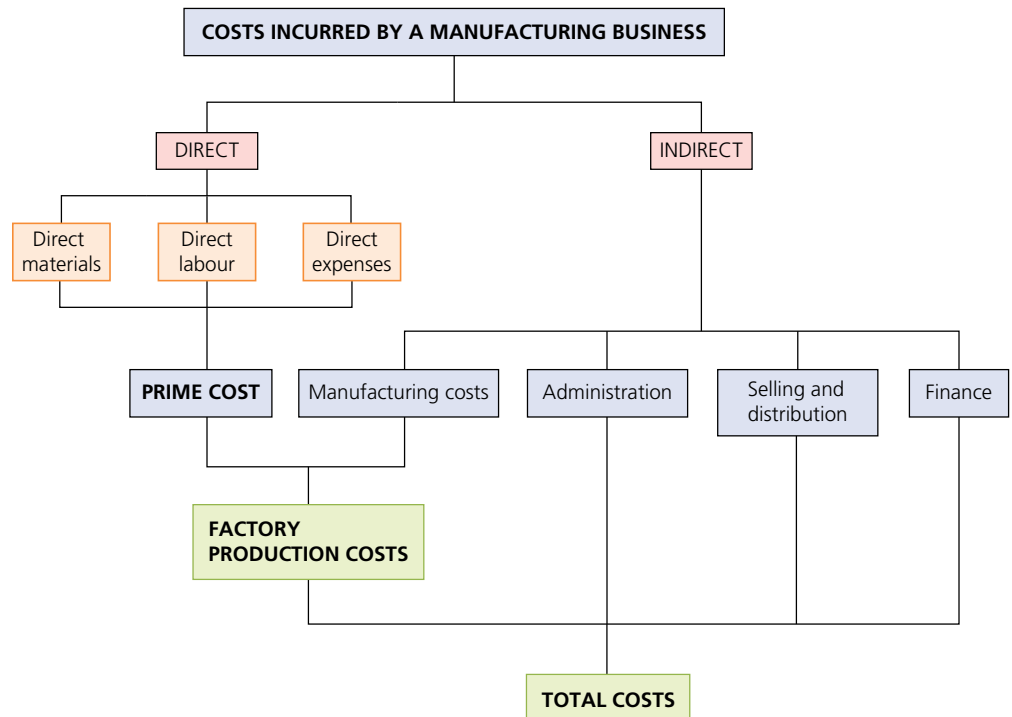 COSTS INCURRED BY A MANUFACTURING BUSINESS
DIRECT
INDIRECT
Direct
materials
Direct
labour
Direct
expenses
PRIME COST
Manufacturing costs
Administration
Selling and
distribution
Finance
FACTORY
PRODUCTION COSTS
TOTAL COSTS